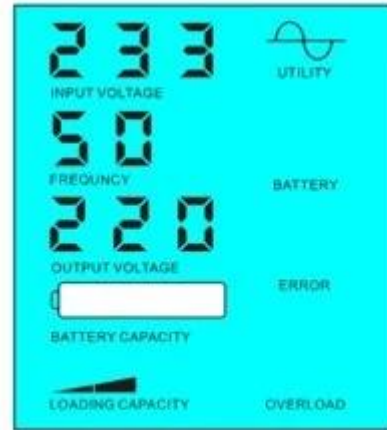 233
UTILITY
INPUT VOLTAGE
50
FREQUNCY
BATTERY
220
OUTPUT VOLTAGE
ERROR
BATTERY CAPACITY
LOADING CAPACITY
OVERLOAD